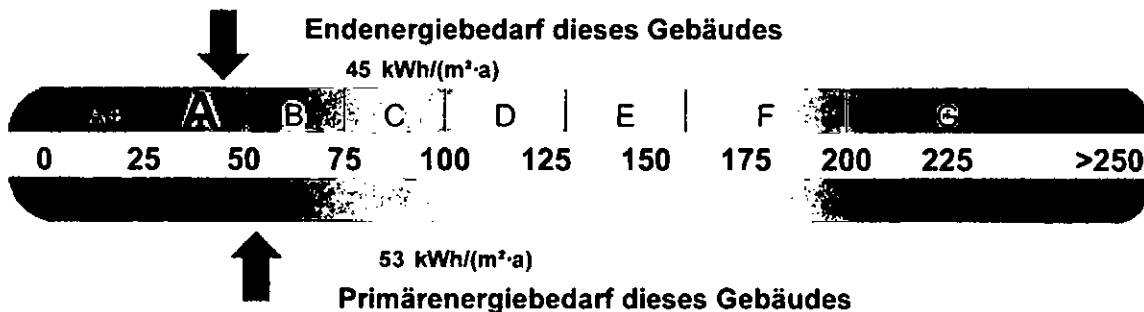 Endenergiebedarf dieses Gebäudes
45 kWh/(m²·a)
A+ A B C D E F G
0 25 50 75 100 125 150 175 200 225 >250
53 kWh/(m²·a)
Primärenergiebedarf dieses Gebäudes